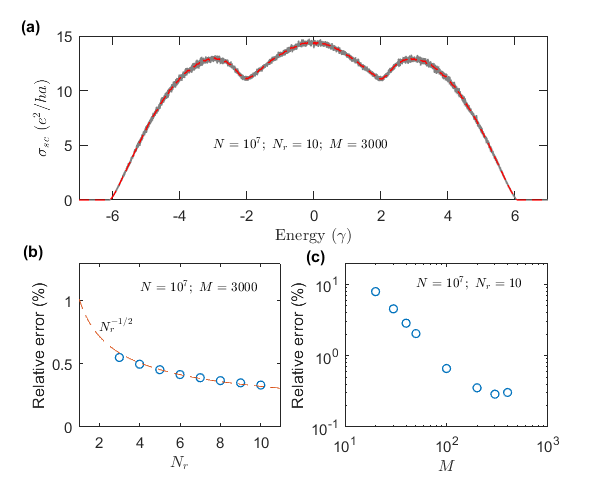 (a)
15
10
5
0
σ_sc (e²/ha)
N = 10⁷; N_r = 10; M = 3000
-6 -4 -2 0 2 4 6
Energy (γ)
(b)
N = 10⁷; M = 3000
1
0.5
0
N_r^{-1/2}
Relative error (%)
2 4 6 8 10
N_r
(c)
N = 10⁷; N_r = 10
10¹
10⁰
10⁻¹
Relative error (%)
10¹ 10² 10³
M